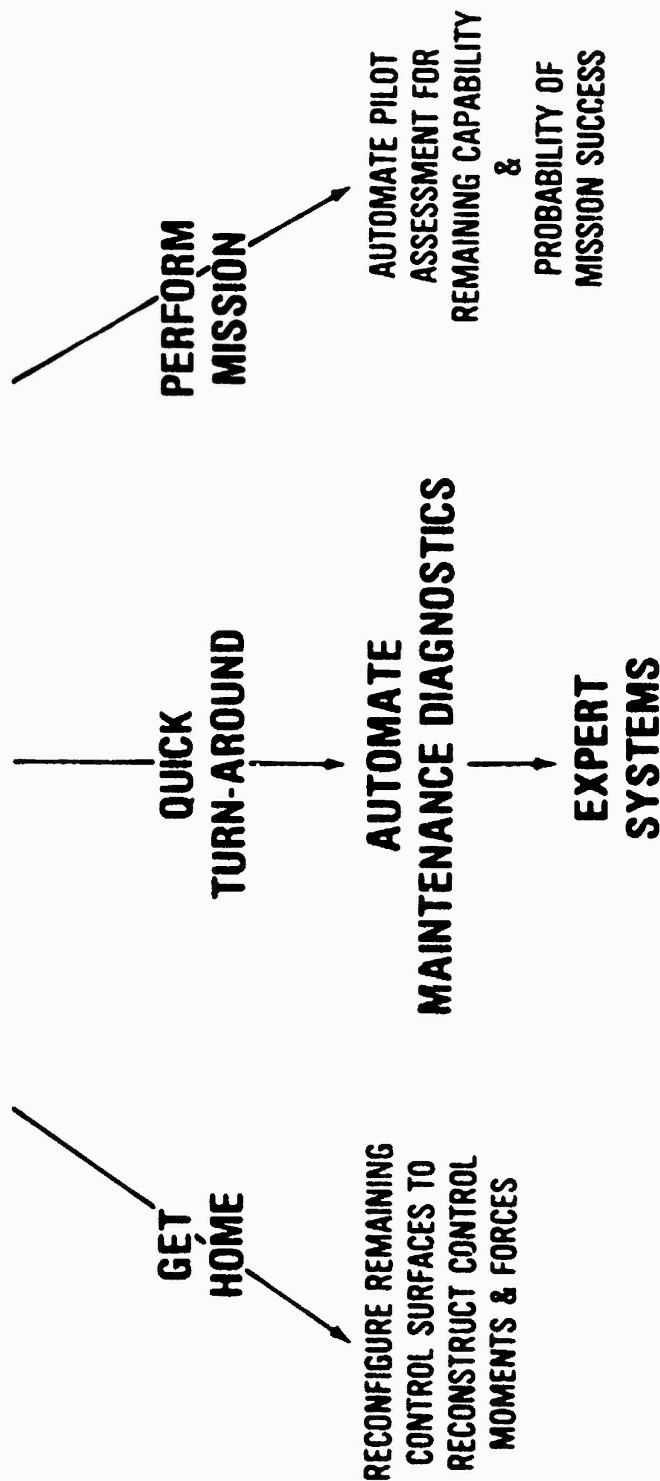 GET
HOME
RECONFIGURE REMAINING
CONTROL SURFACES TO
RECONSTRUCT CONTROL
MOMENTS & FORCES
QUICK
TURN-AROUND
AUTOMATE
MAINTENANCE DIAGNOSTICS
EXPERT
SYSTEMS
PERFORM
MISSION
AUTOMATE PILOT
ASSESSMENT FOR
REMAINING CAPABILITY
&
PROBABILITY OF
MISSION SUCCESS